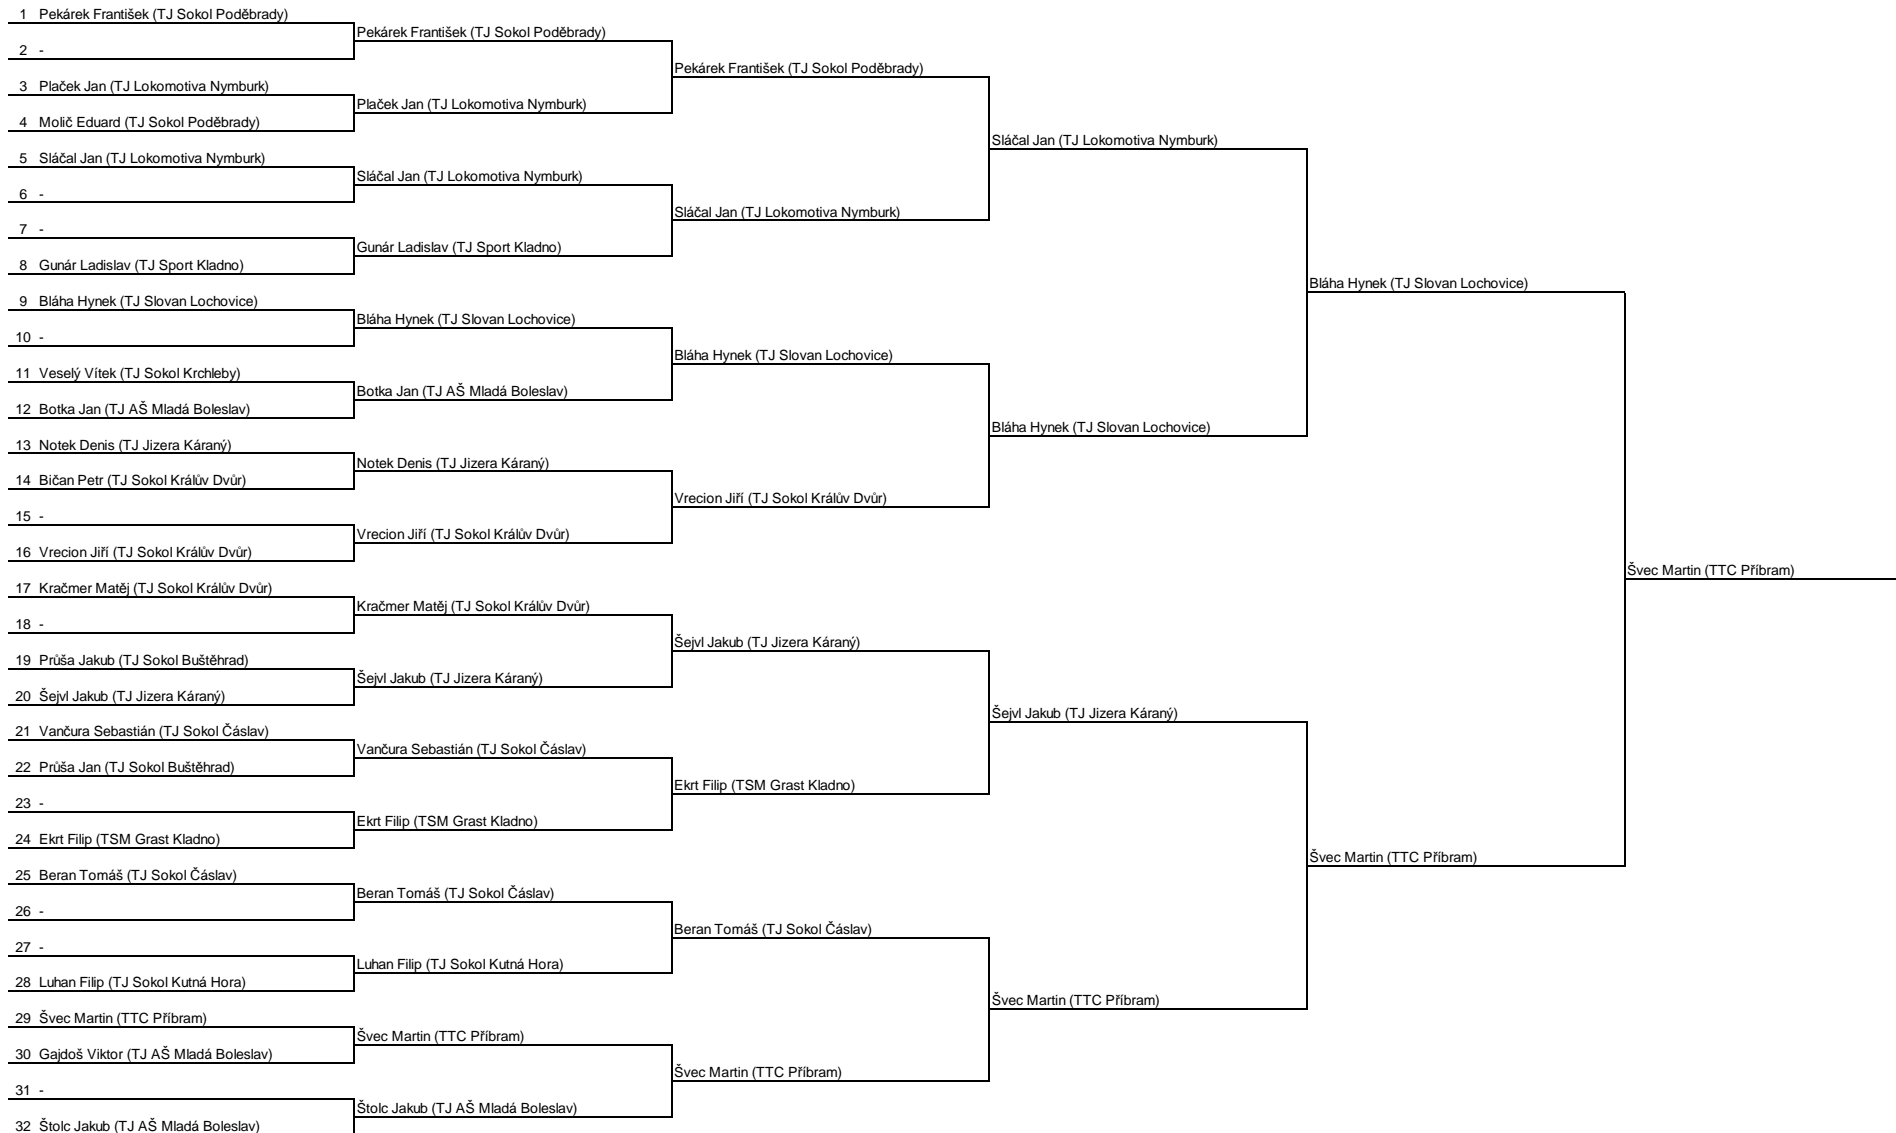 1 Pekárek František (TJ Sokol Poděbrady)
2 -
3 Plaček Jan (TJ Lokomotiva Nymburk)
4 Molič Eduard (TJ Sokol Poděbrady)
5 Sláčal Jan (TJ Lokomotiva Nymburk)
6 -
7 -
8 Gunár Ladislav (TJ Sport Kladno)
9 Bláha Hynek (TJ Slovan Lochovice)
10 -
11 Veselý Vítek (TJ Sokol Krchleby)
12 Botka Jan (TJ AŠ Mladá Boleslav)
13 Notek Denis (TJ Jizera Káraný)
14 Bičan Petr (TJ Sokol Králův Dvůr)
15 -
16 Vrecion Jiří (TJ Sokol Králův Dvůr)
17 Kračmer Matěj (TJ Sokol Králův Dvůr)
18 -
19 Průša Jakub (TJ Sokol Buštěhrad)
20 Šejvl Jakub (TJ Jizera Káraný)
21 Vančura Sebastián (TJ Sokol Čáslav)
22 Průša Jan (TJ Sokol Buštěhrad)
23 -
24 Ekrt Filip (TSM Grast Kladno)
25 Beran Tomáš (TJ Sokol Čáslav)
26 -
27 -
28 Luhan Filip (TJ Sokol Kutná Hora)
29 Švec Martin (TTC Příbram)
30 Gajdoš Viktor (TJ AŠ Mladá Boleslav)
31 -
32 Štolc Jakub (TJ AŠ Mladá Boleslav)
Pekárek František (TJ Sokol Poděbrady)
Plaček Jan (TJ Lokomotiva Nymburk)
Sláčal Jan (TJ Lokomotiva Nymburk)
Gunár Ladislav (TJ Sport Kladno)
Bláha Hynek (TJ Slovan Lochovice)
Botka Jan (TJ AŠ Mladá Boleslav)
Notek Denis (TJ Jizera Káraný)
Vrecion Jiří (TJ Sokol Králův Dvůr)
Kračmer Matěj (TJ Sokol Králův Dvůr)
Šejvl Jakub (TJ Jizera Káraný)
Vančura Sebastián (TJ Sokol Čáslav)
Ekrt Filip (TSM Grast Kladno)
Beran Tomáš (TJ Sokol Čáslav)
Luhan Filip (TJ Sokol Kutná Hora)
Švec Martin (TTC Příbram)
Štolc Jakub (TJ AŠ Mladá Boleslav)
Pekárek František (TJ Sokol Poděbrady)
Sláčal Jan (TJ Lokomotiva Nymburk)
Bláha Hynek (TJ Slovan Lochovice)
Vrecion Jiří (TJ Sokol Králův Dvůr)
Šejvl Jakub (TJ Jizera Káraný)
Ekrt Filip (TSM Grast Kladno)
Beran Tomáš (TJ Sokol Čáslav)
Švec Martin (TTC Příbram)
Sláčal Jan (TJ Lokomotiva Nymburk)
Bláha Hynek (TJ Slovan Lochovice)
Šejvl Jakub (TJ Jizera Káraný)
Švec Martin (TTC Příbram)
Bláha Hynek (TJ Slovan Lochovice)
Švec Martin (TTC Příbram)
Švec Martin (TTC Příbram)